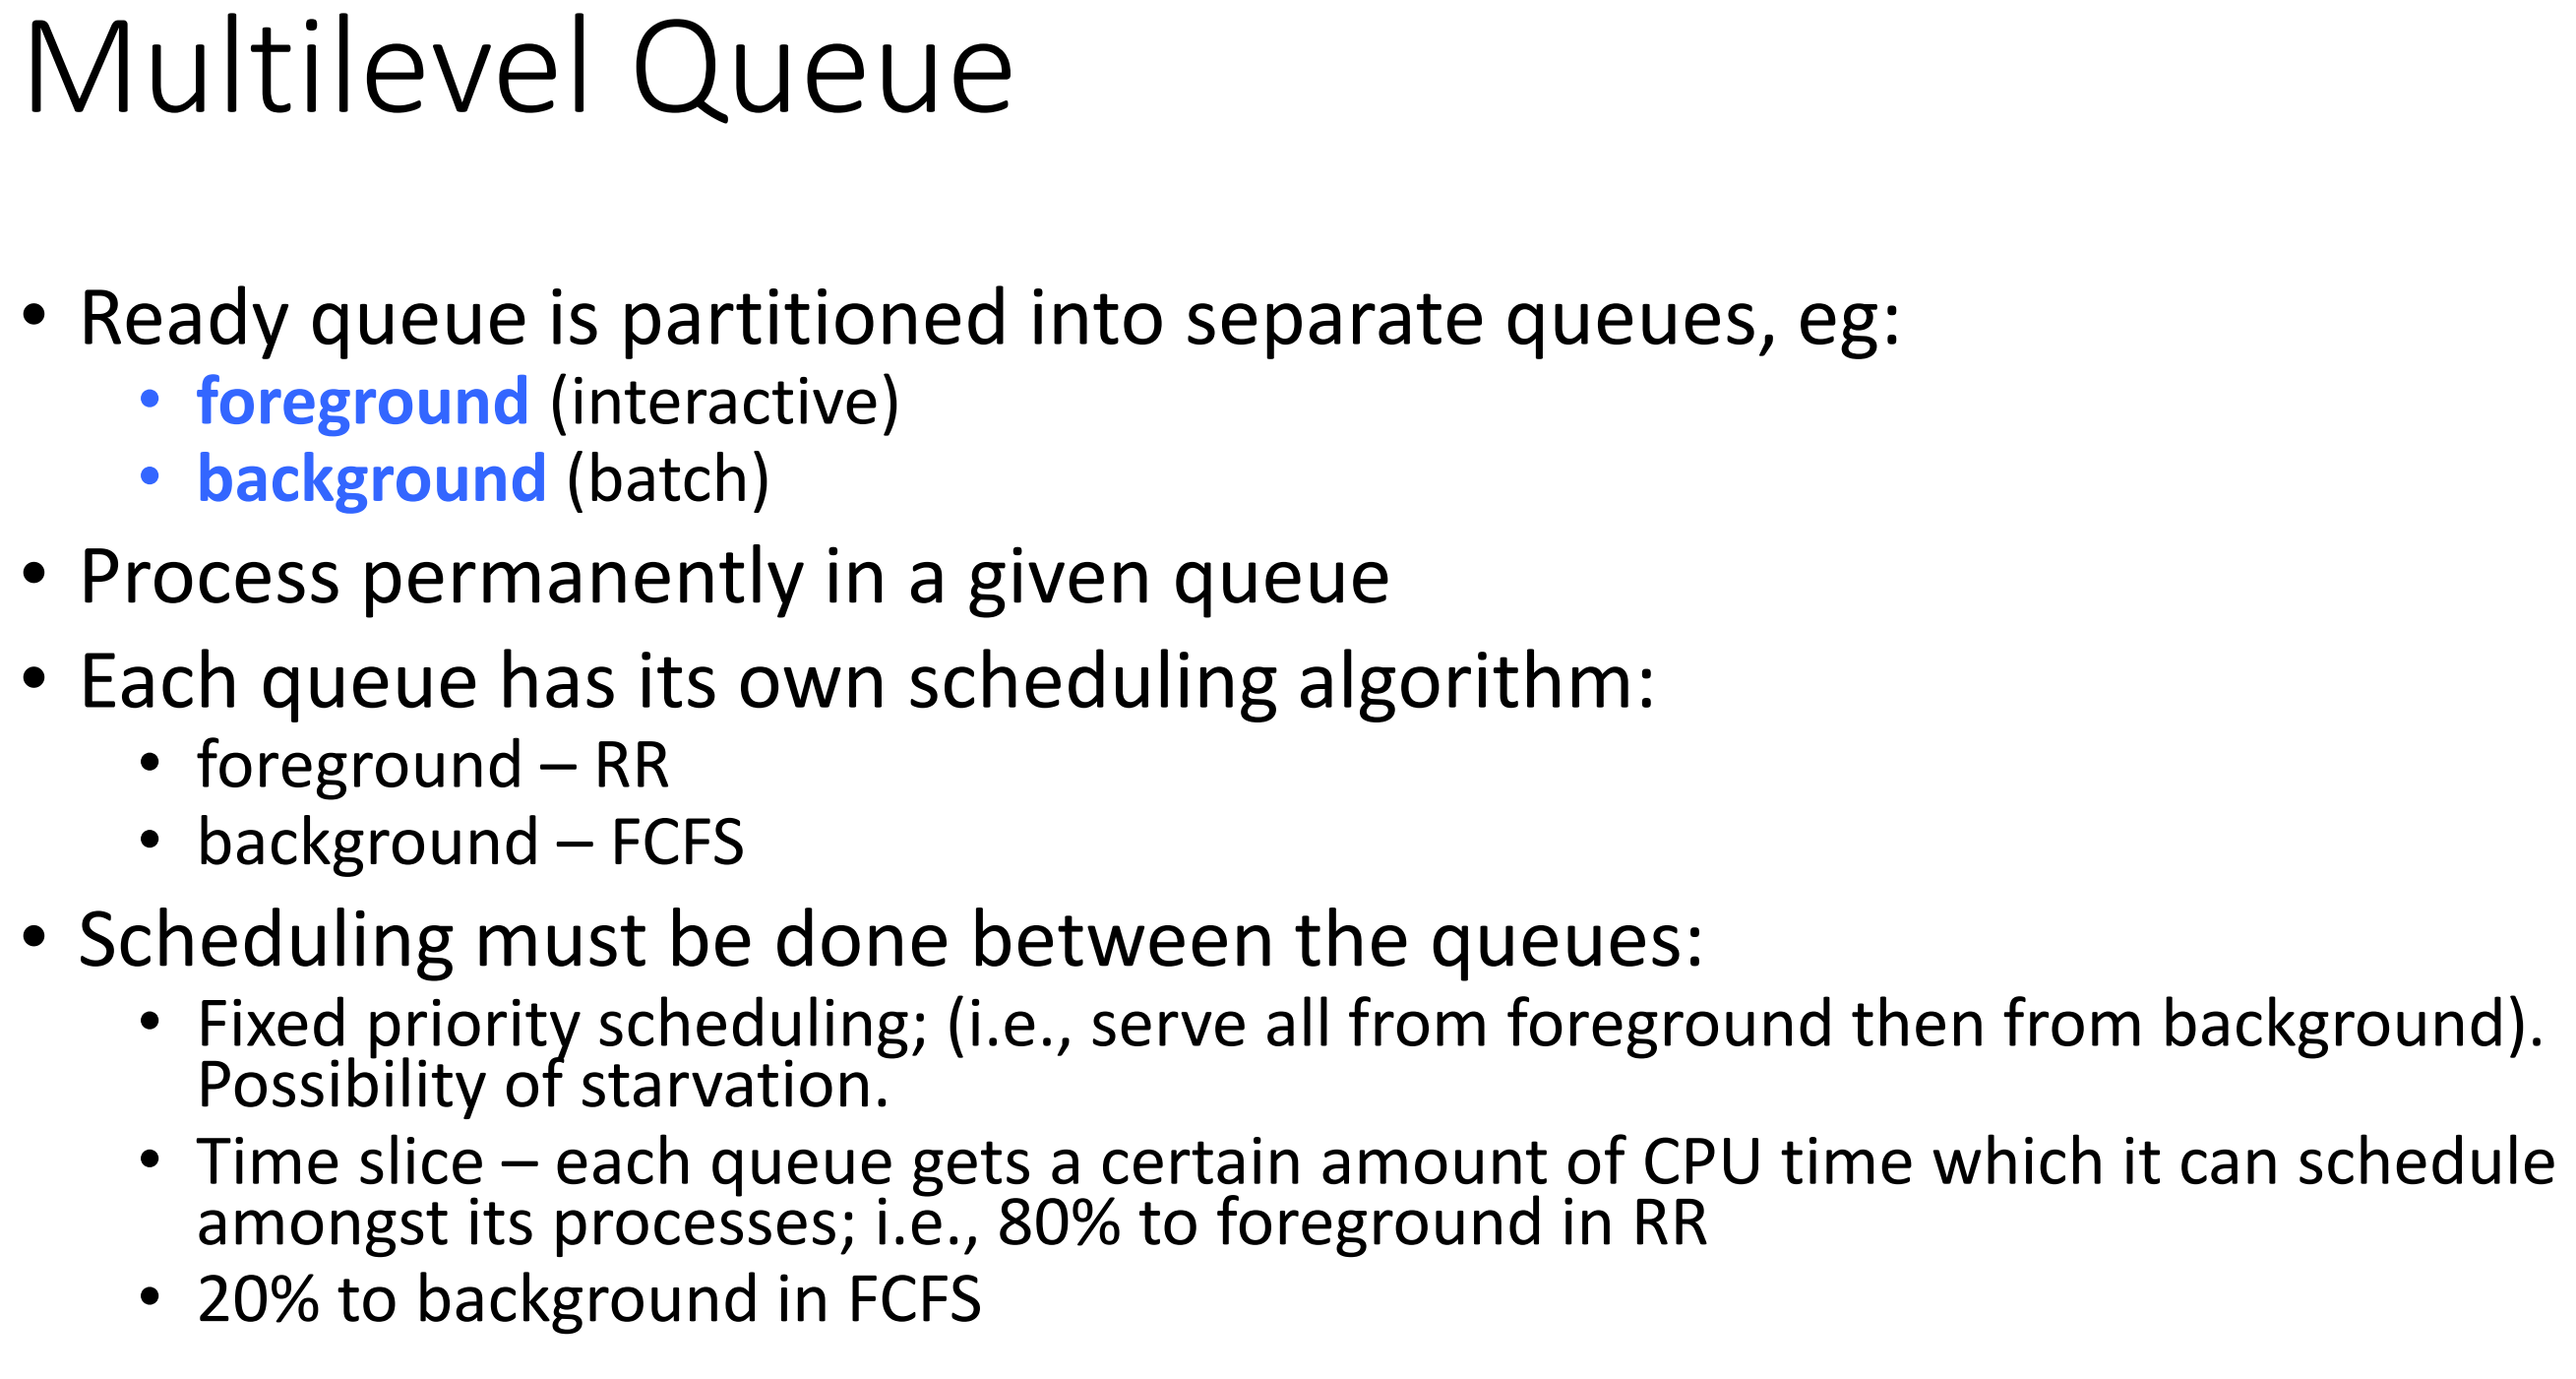 Multilevel Queue
• Ready queue is partitioned into separate queues, eg:
• foreground (interactive)
• background (batch)
• Process permanently in a given queue
• Each queue has its own scheduling algorithm:
• foreground – RR
• background – FCFS
• Scheduling must be done between the queues:
• Fixed priority scheduling; (i.e., serve all from foreground then from background).
Possibility of starvation.
• Time slice – each queue gets a certain amount of CPU time which it can schedule
amongst its processes; i.e., 80% to foreground in RR
• 20% to background in FCFS